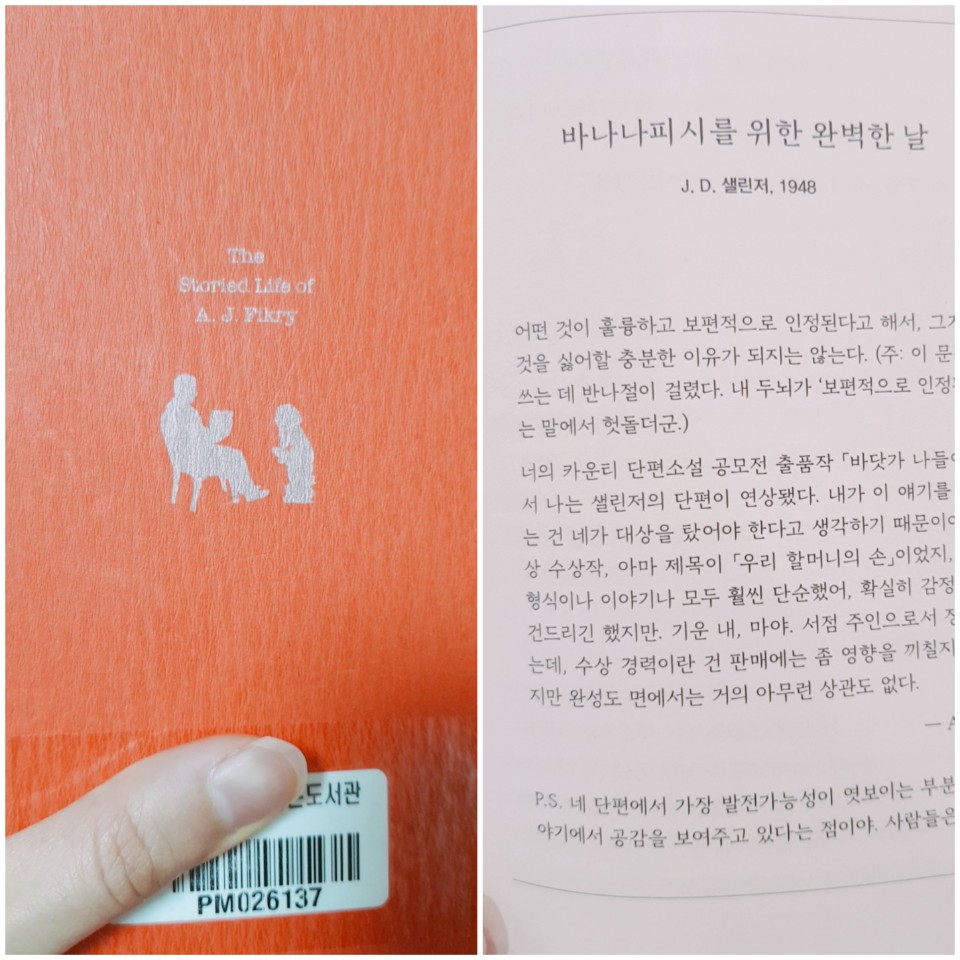 The
Storied Life of
A. J. Fikry
도서관
PM026137
바나나피시를 위한 완벽한 날
J. D. 샐린저, 1948
어떤 것이 훌륭하고 보편적으로 인정된다고 해서, 그가
것을 싫어할 충분한 이유가 되지는 않는다. (주: 이 문
쓰는 데 반나절이 걸렸다. 내 두뇌가 ‘보편적으로 인정
는 말에서 헛돌더군.)
너의 카운티 단편소설 공모전 출품작 「바닷가 나들이
서 나는 샐린저의 단편이 연상됐다. 내가 이 얘기를
는 건 네가 대상을 탔어야 한다고 생각하기 때문이
상 수상작, 아마 제목이 「우리 할머니의 손」이었지,
형식이나 이야기나 모두 훨씬 단순했어, 확실히 감정
건드리긴 했지만. 기운 내, 마야. 서점 주인으로서 장
는데, 수상 경력이란 건 판매에는 좀 영향을 끼칠지
지만 완성도 면에서는 거의 아무런 상관도 없다.
— A
P.S. 네 단편에서 가장 발전가능성이 엿보이는 부분
야기에서 공감을 보여주고 있다는 점이야. 사람들은